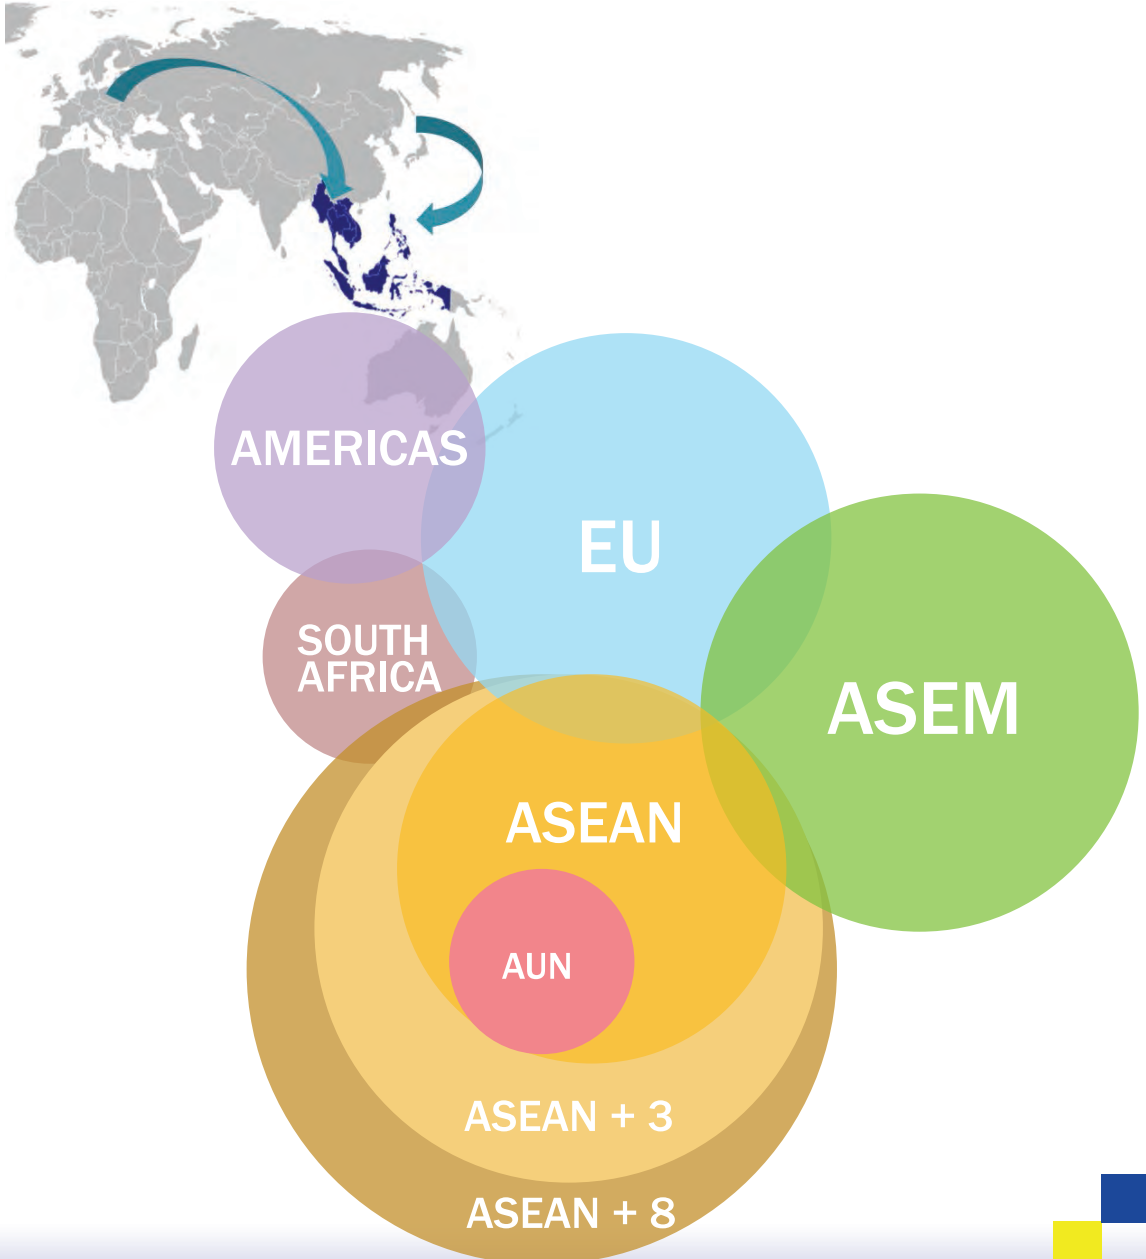 AMERICAS
EU
SOUTH
AFRICA
ASEM
ASEAN
AUN
ASEAN + 3
ASEAN + 8